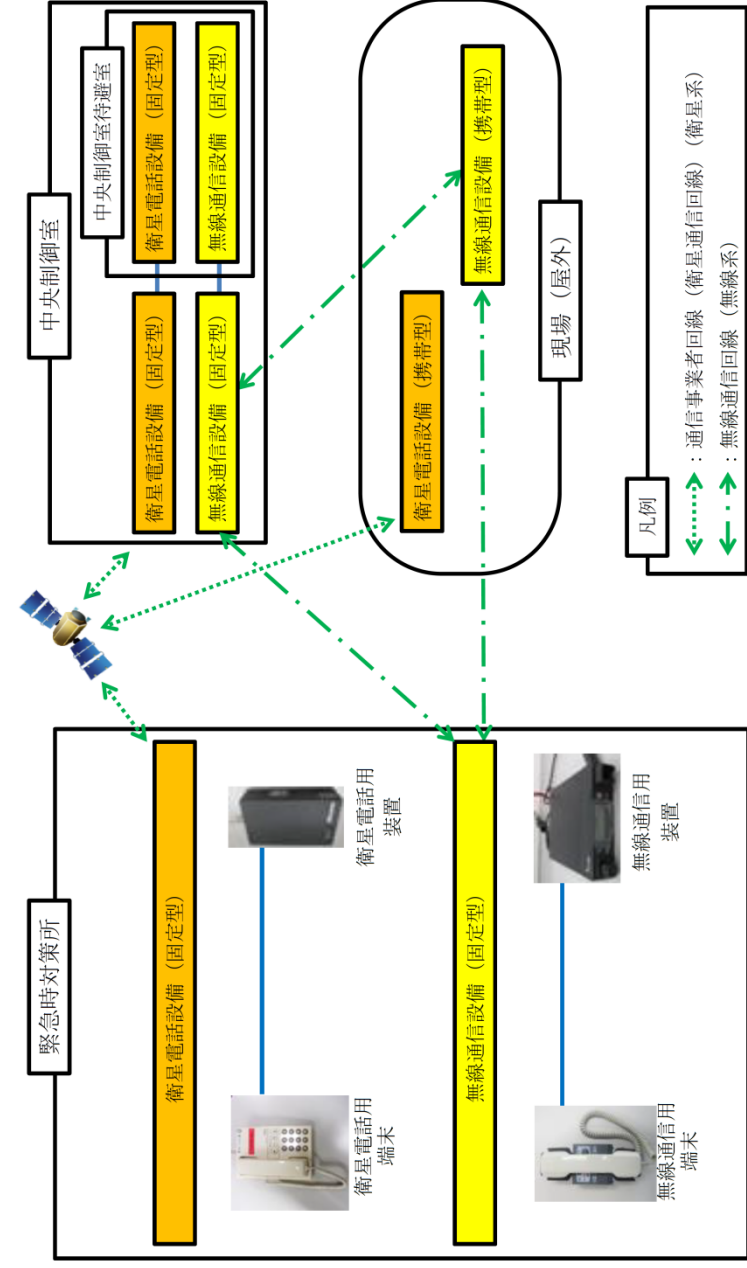 緊急時対策所
衛星電話設備（固定型）
衛星電話用
端末
衛星電話用
装置
無線通信設備（固定型）
無線通信用
端末
無線通信用
装置
中央制御室
中央制御室待避室
衛星電話設備（固定型）
衛星電話設備（固定型）
無線通信設備（固定型）
無線通信設備（固定型）
衛星電話設備（携帯型）
無線通信設備（携帯型）
現場（屋外）
凡例
：通信事業者回線（衛星通信回線）（衛星系）
：無線通信回線（無線系）